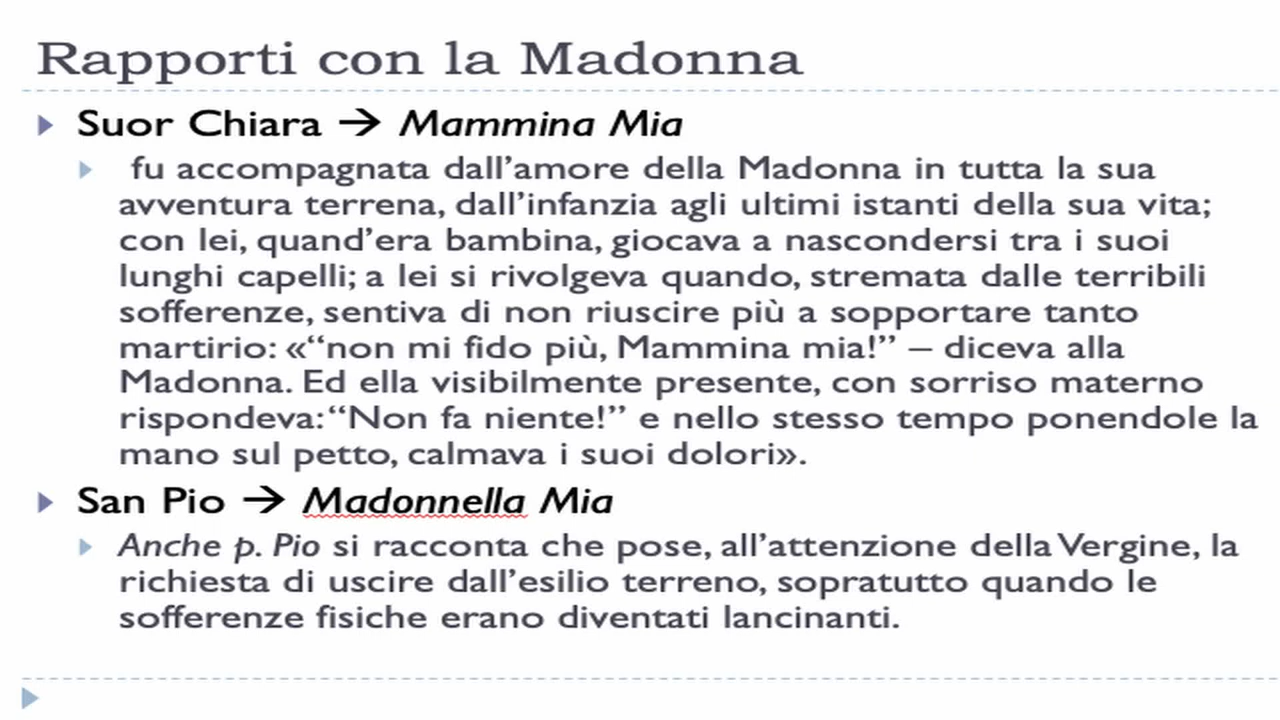 Rapporti con la Madonna
Suor Chiara → Mammina Mia
fu accompagnata dall’amore della Madonna in tutta la sua
avventura terrena, dall’infanzia agli ultimi istanti della sua vita;
con lei, quand’era bambina, giocava a nascondersi tra i suoi
lunghi capelli; a lei si rivolgeva quando, stremata dalle terribili
sofferenze, sentiva di non riuscire più a sopportare tanto
martirio: «“non mi fido più, Mammina mia!” – diceva alla
Madonna. Ed ella visibilmente presente, con sorriso materno
rispondeva: “Non fa niente!” e nello stesso tempo ponendole la
mano sul petto, calmava i suoi dolori».
San Pio → Madonnella Mia
Anche p. Pio si racconta che pose, all’attenzione della Vergine, la
richiesta di uscire dall’esilio terreno, sopratutto quando le
sofferenze fisiche erano diventati lancinanti.